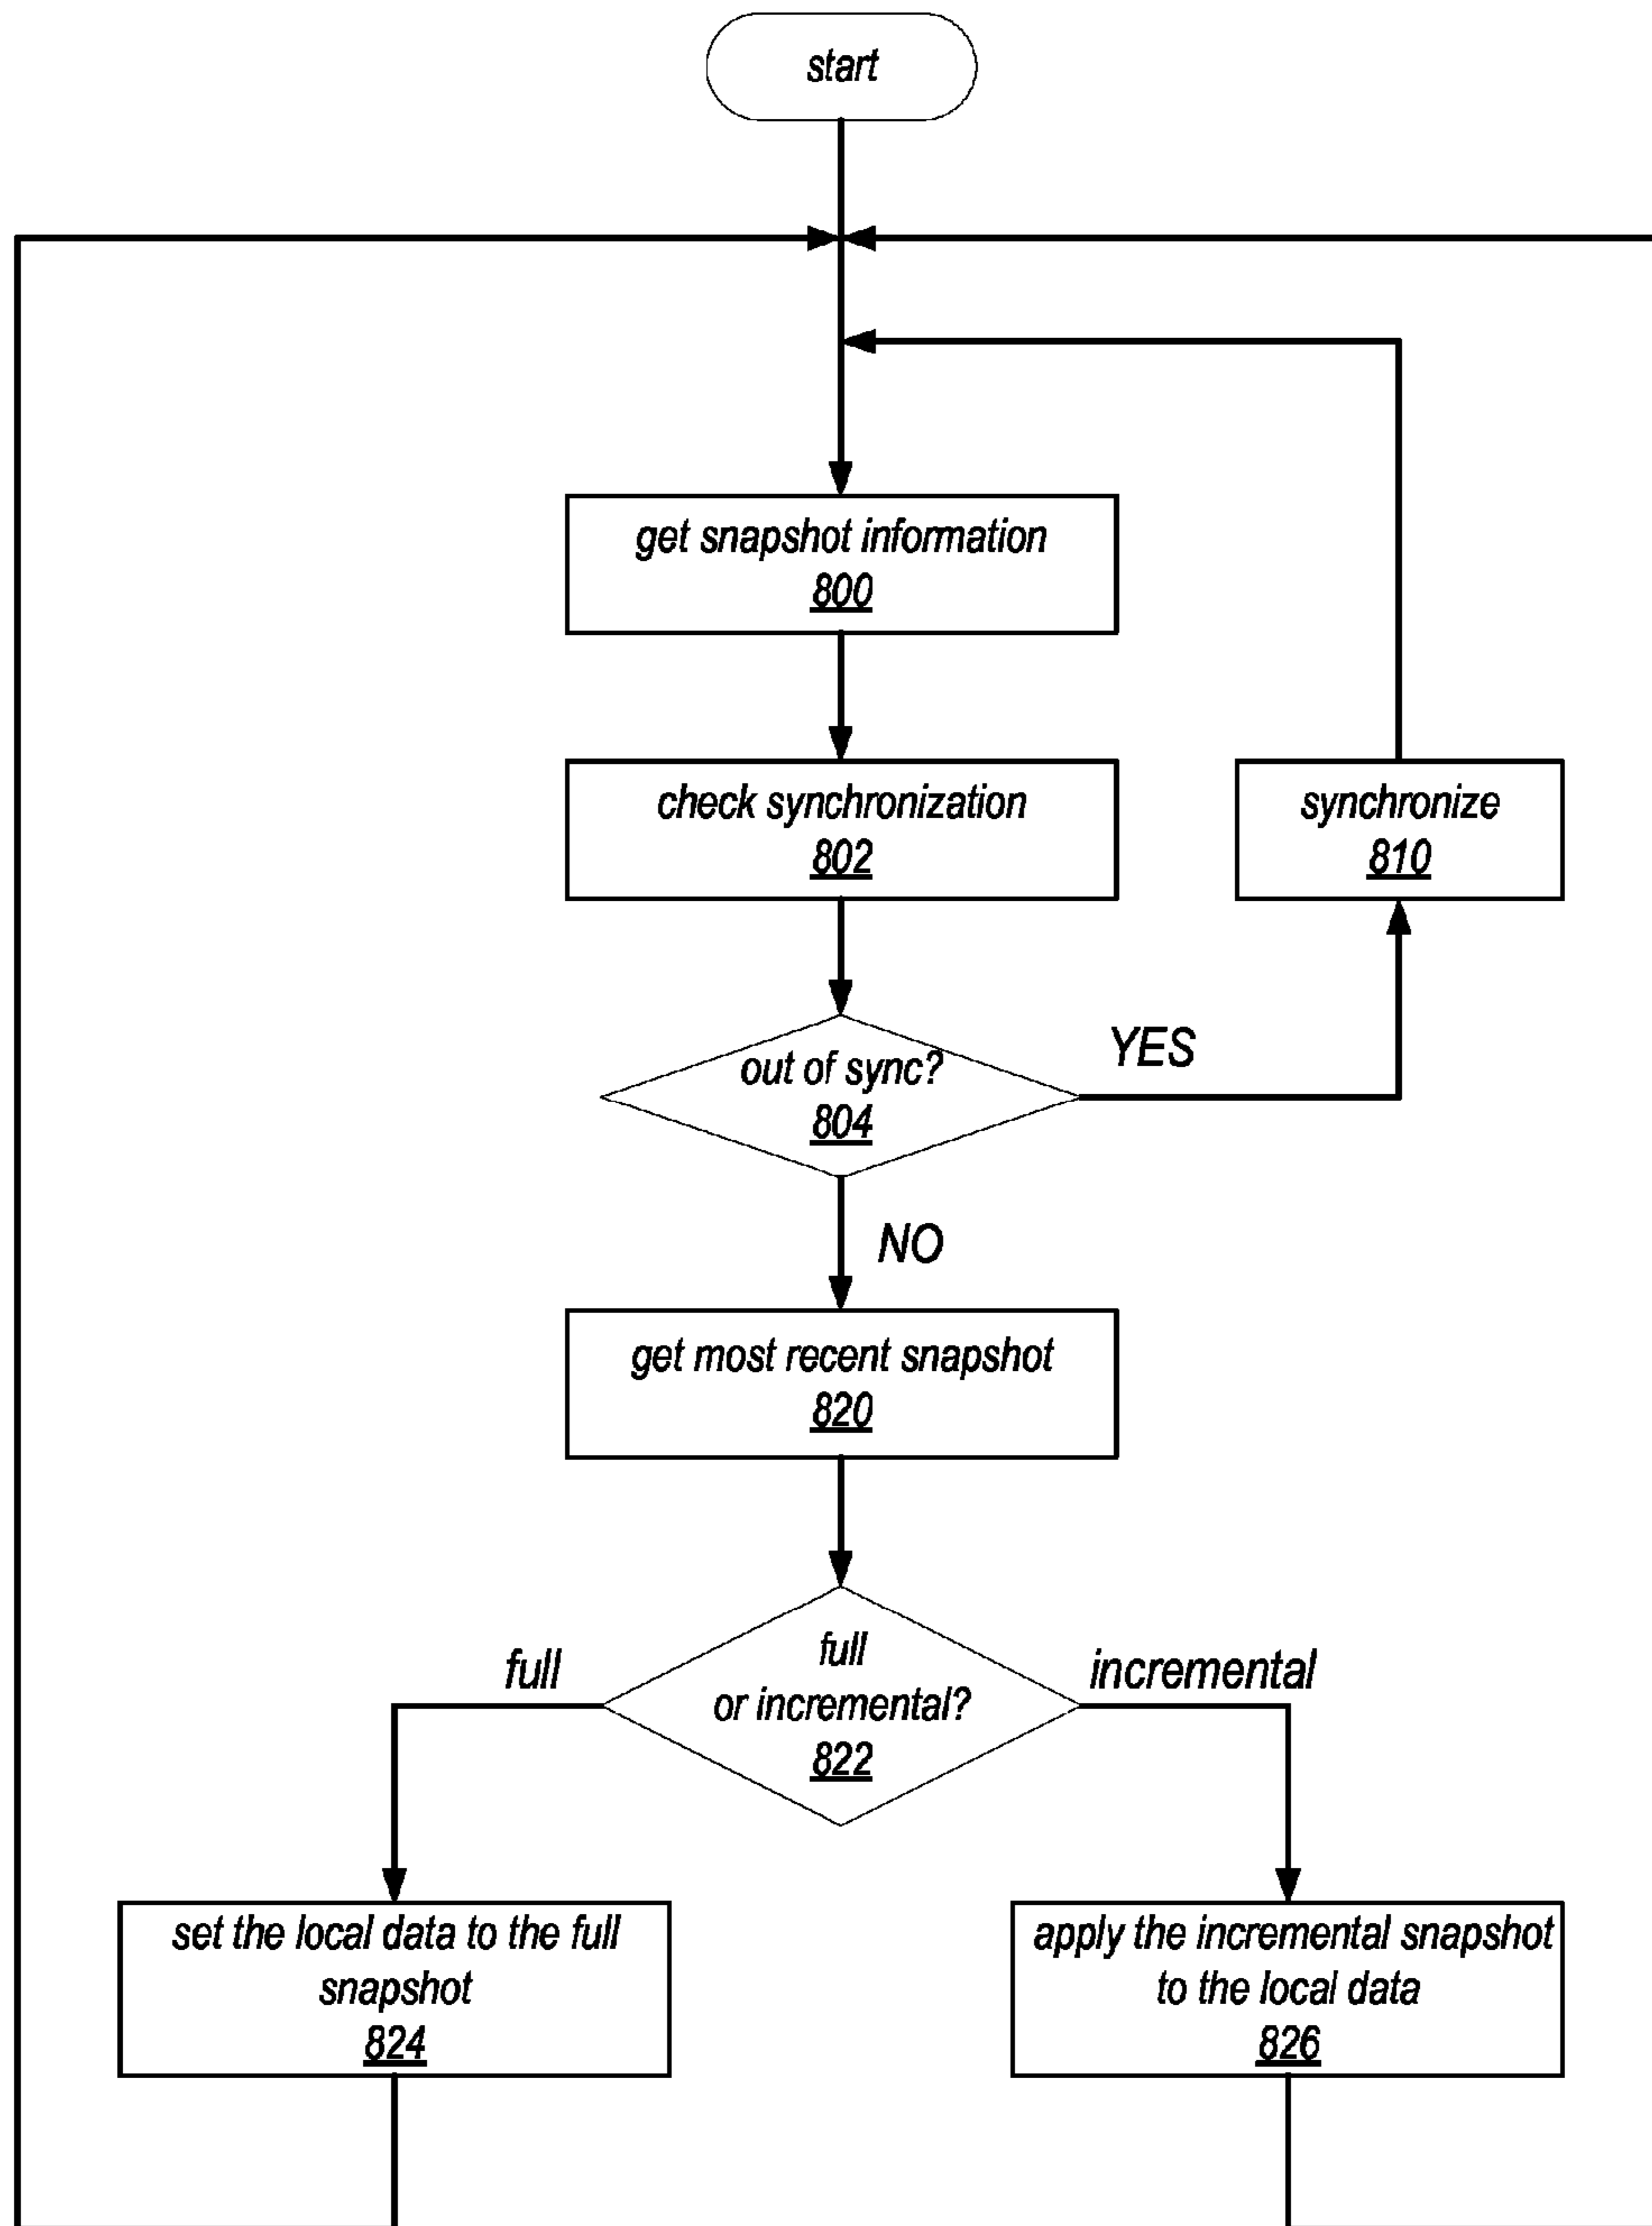 start
get snapshot information
800
check synchronization
802
synchronize
810
out of sync?
804
YES
NO
get most recent snapshot
820
full
or incremental?
822
full
incremental
set the local data to the full
snapshot
824
apply the incremental snapshot
to the local data
826